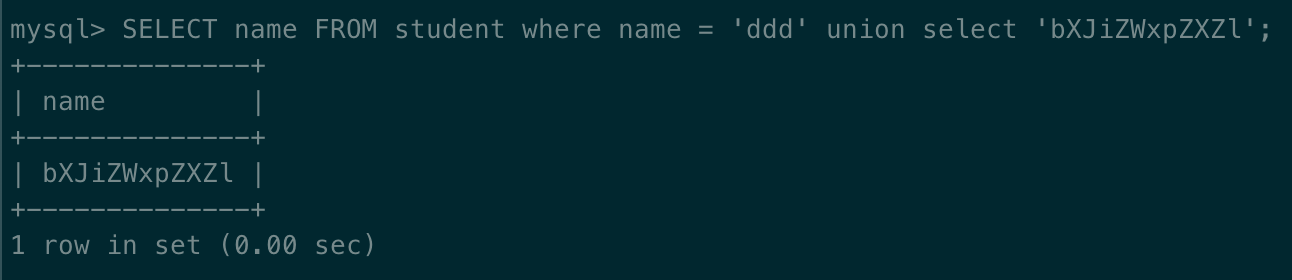 mysql> SELECT name FROM student where name = 'ddd' union select 'bXJiZWxpZXZl';
+--------------+
| name         |
+--------------+
| bXJiZWxpZXZl |
+--------------+
1 row in set (0.00 sec)